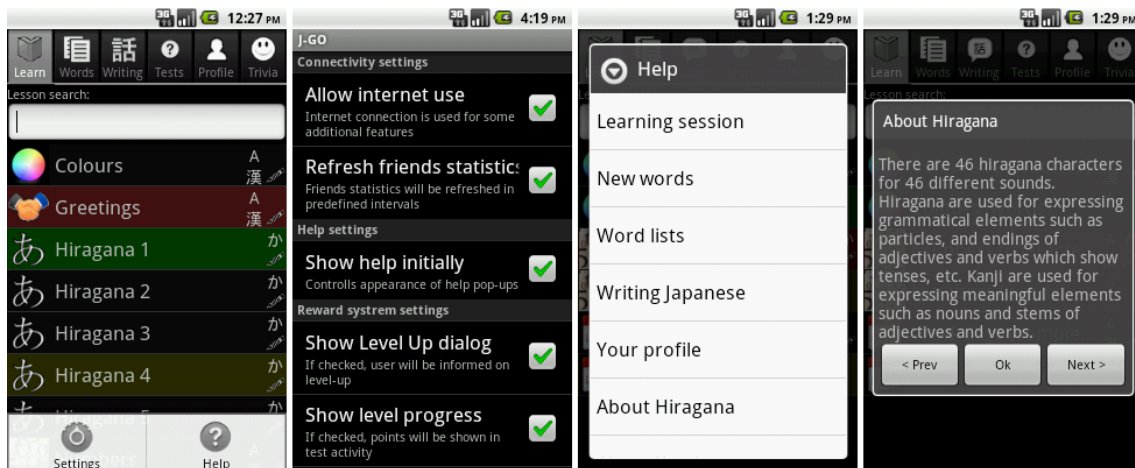 3G 12:27 PM
Learn Words Writing Tests Profile Trivia
話
Lesson search:
Colours A
漢
Greetings A
漢
あ Hiragana 1 か
あ Hiragana 2 か
あ Hiragana 3 か
あ Hiragana 4 か
あ Hiragana 5 か
Settings Help
3G 4:19 PM
J-GO
Connectivity settings
Allow internet use
Internet connection is used for some
additional features
Refresh friends statistics
Friends statistics will be refreshed in
predefined intervals
Help settings
Show help initially
Controlls appearance of help pop-ups
Reward systrem settings
Show Level Up dialog
If checked, user will be informed on
level-up
Show level progress
If checked, points will be shown in
test activity
3G 1:29 PM
Help
Learning session
New words
Word lists
Writing Japanese
Your profile
About Hiragana
3G 1:29 PM
Learn Words Writing Tests Profile Trivia
話
Lesson search:
About HIragana
There are 46 hiragana characters
for 46 different sounds.
Hiragana are used for expressing
grammatical elements such as
particles, and endings of
adjectives and verbs which show
tenses, etc. Kanji are used for
expressing meaningful elements
such as nouns and stems of
adjectives and verbs.
< Prev Ok Next >